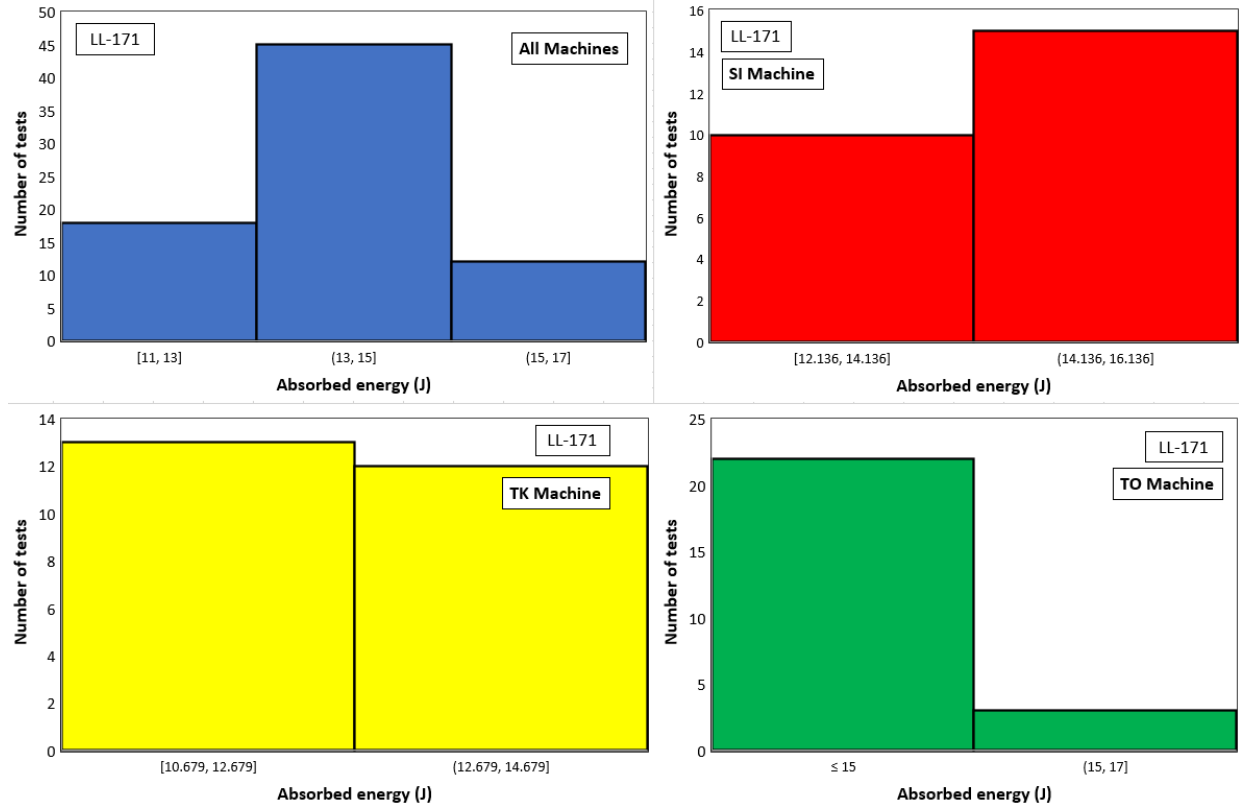 50
45
40
35
30
25
20
15
10
5
0
Number of tests
LL-171
All Machines
[11, 13]
(13, 15]
(15, 17]
Absorbed energy (J)
16
14
12
10
8
6
4
2
0
Number of tests
LL-171
SI Machine
[12.136, 14.136]
(14.136, 16.136]
Absorbed energy (J)
14
12
10
8
6
4
2
0
Number of tests
LL-171
TK Machine
[10.679, 12.679]
(12.679, 14.679]
Absorbed energy (J)
25
20
15
10
5
0
Number of tests
LL-171
TO Machine
≤ 15
(15, 17]
Absorbed energy (J)